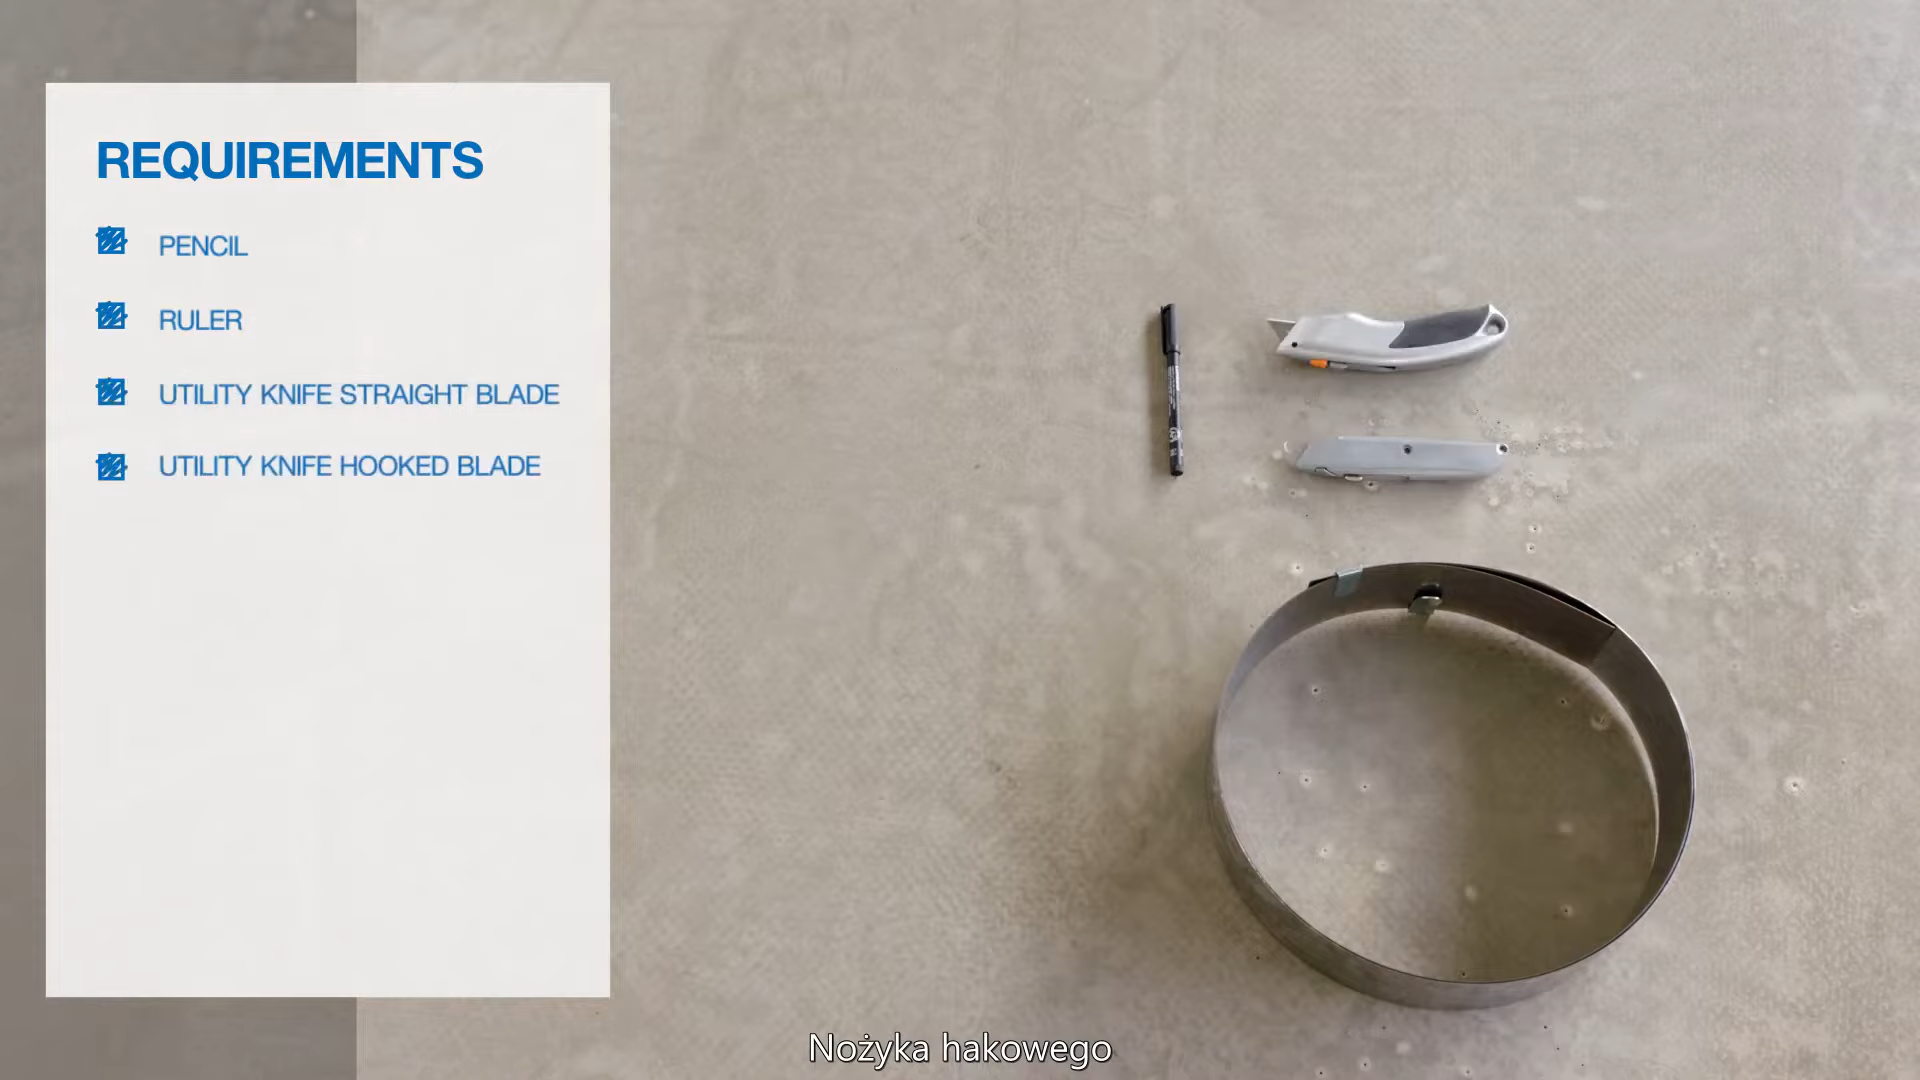 REQUIREMENTS
PENCIL
RULER
UTILITY KNIFE STRAIGHT BLADE
UTILITY KNIFE HOOKED BLADE
Nożyka hakowego